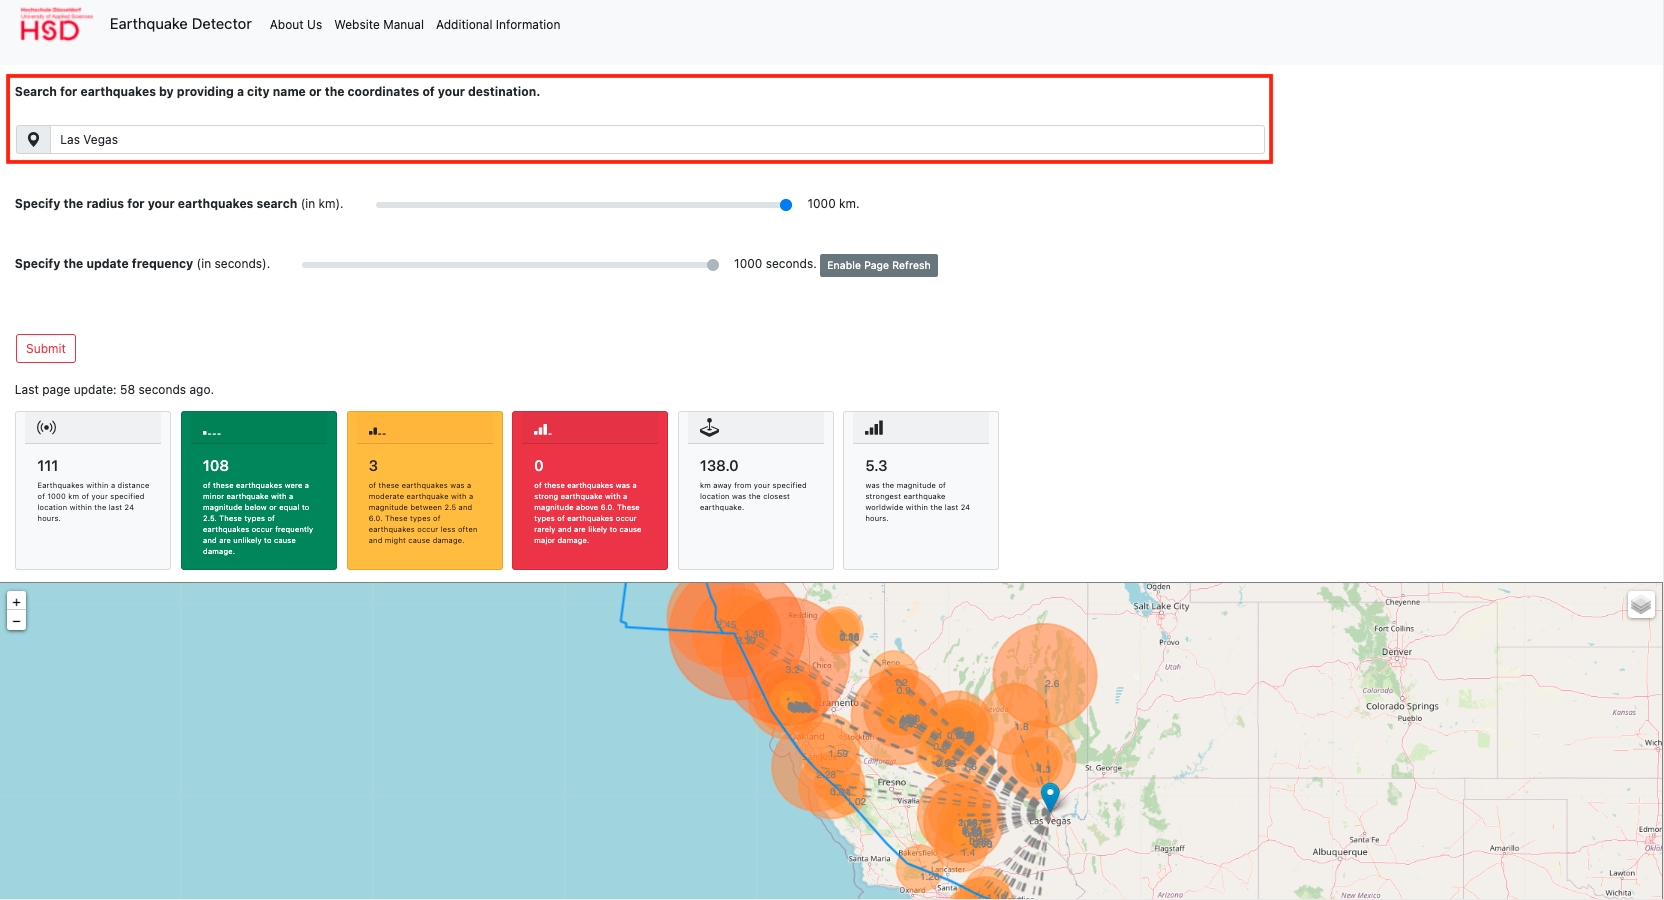 Hochschule Düsseldorf
University of Applied Sciences
HSD
Earthquake Detector About Us Website Manual Additional Information
Search for earthquakes by providing a city name or the coordinates of your destination.
Las Vegas
Specify the radius for your earthquakes search (in km). 1000 km.
Specify the update frequency (in seconds). 1000 seconds. Enable Page Refresh
Submit
Last page update: 58 seconds ago.
111
Earthquakes within a distance
of 1000 km of your specified
location within the last 24
hours.
108
of these earthquakes were a
minor earthquake with a
magnitude below or equal to
2.5. These types of
earthquakes occur frequently
and are unlikely to cause
damage.
3
of these earthquakes was a
moderate earthquake with a
magnitude between 2.5 and
6.0. These types of
earthquakes occur less often
and might cause damage.
0
of these earthquakes was a
strong earthquake with a
magnitude above 6.0. These
types of earthquakes occur
rarely and are likely to cause
major damage.
138.0
km away from your specified
location was the closest
earthquake.
5.3
was the magnitude of
strongest earthquake
worldwide within the last 24
hours.
+
−
Ogden
Salt Lake City
Cheyenne
Redding
Fort Collins
Provo
Denver
Chico
Reno
Utah
3.2
2.6
Colorado
Colorado Springs
Pueblo
Kansas
Nevada
1.8
Stockton
Wich
1.59
California
St. George
2.28
Fresno
Visalia
1.02
Las Vegas
Edmon
Santa Fe
Bakersfield
1.4
Santa Maria
Flagstaff
Albuquerque
Amarillo
Lancaster
Lawton
1.26
Oxnard
Santa
Arizona
New Mexico
Wichita